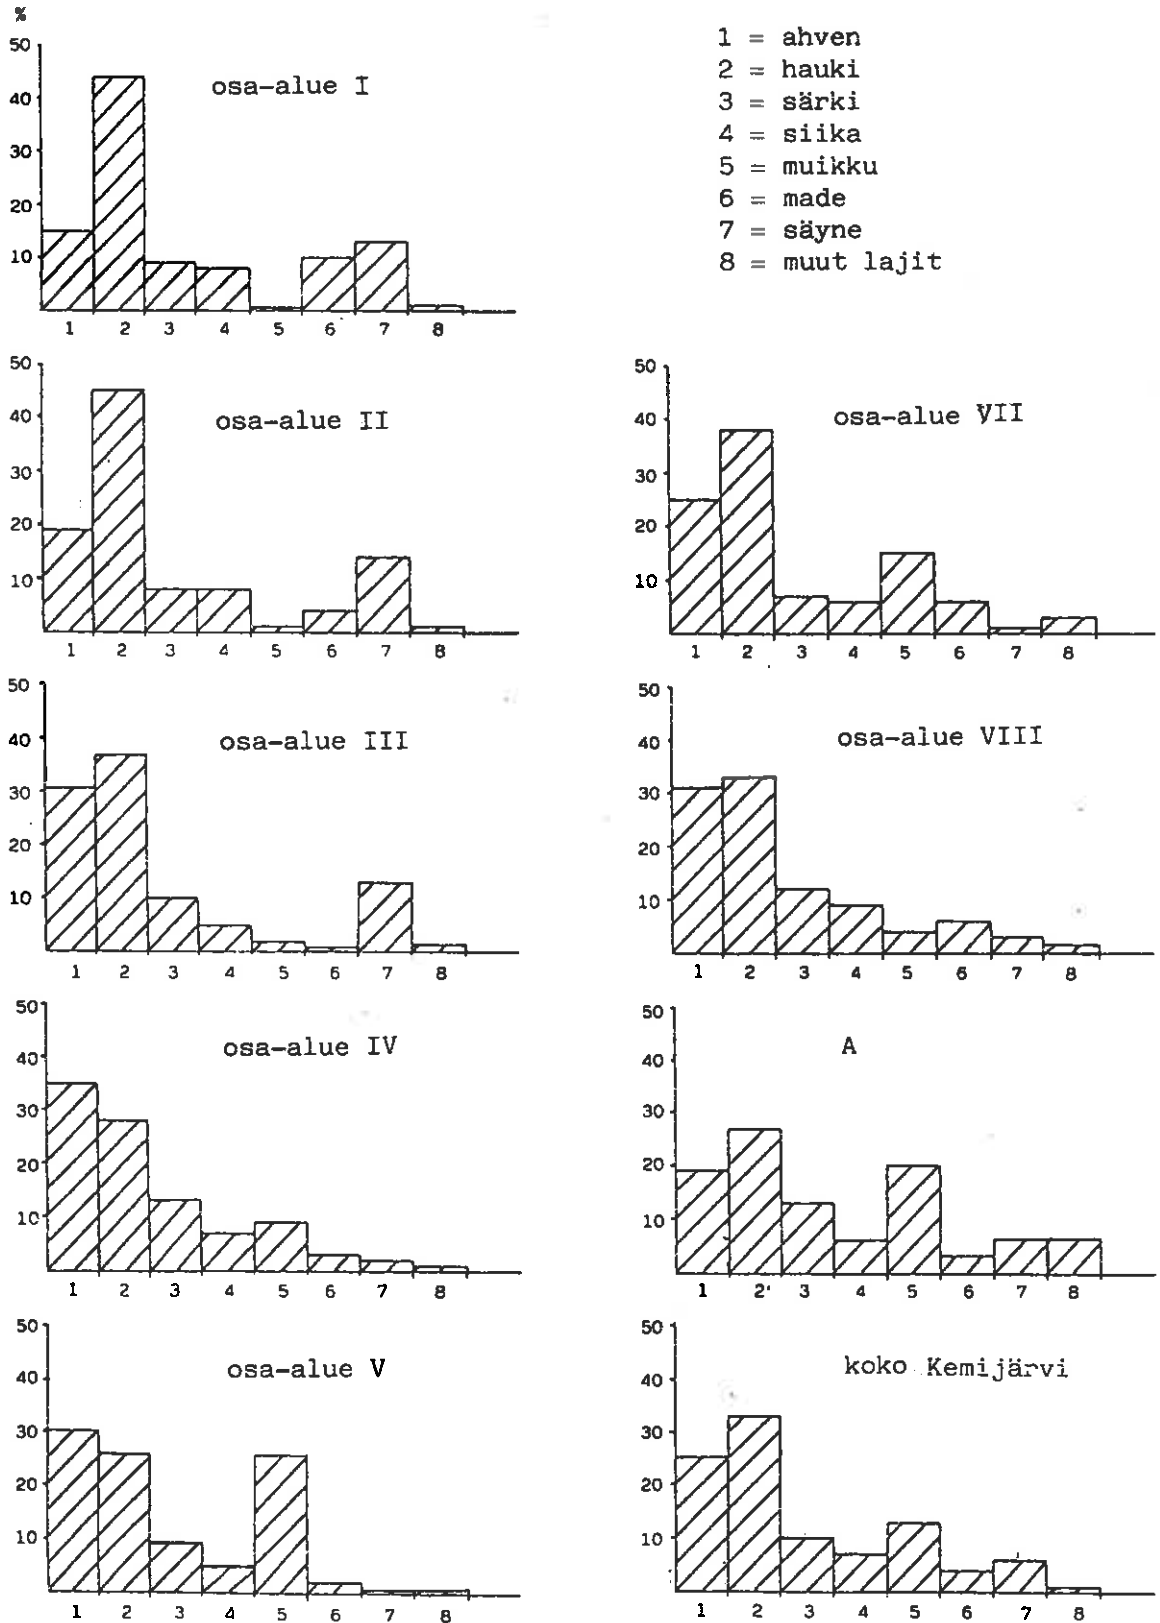 %
50
40
30
20
10
osa-alue I
1 2 3 4 5 6 7 8
1 = ahven
2 = hauki
3 = särki
4 = siika
5 = muikku
6 = made
7 = säyne
8 = muut lajit
50
40
30
20
10
osa-alue II
1 2 3 4 5 6 7 8
50
40
30
20
10
osa-alue VII
1 2 3 4 5 6 7 8
50
40
30
20
10
osa-alue III
1 2 3 4 5 6 7 8
50
40
30
20
10
osa-alue VIII
1 2 3 4 5 6 7 8
50
40
30
20
10
osa-alue IV
1 2 3 4 5 6 7 8
50
40
30
20
10
A
1 2 3 4 5 6 7 8
50
40
30
20
10
osa-alue V
1 2 3 4 5 6 7 8
50
40
30
20
10
koko Kemijärvi
1 2 3 4 5 6 7 8